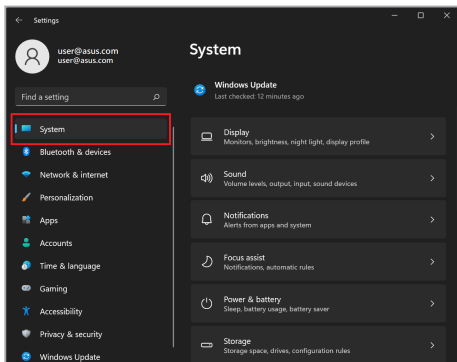 Settings
user@asus.com
user@asus.com
Find a setting
System
Bluetooth & devices
Network & internet
Personalization
Apps
Accounts
Time & language
Gaming
Accessibility
Privacy & security
Windows Update
System
Windows Update
Last checked: 12 minutes ago
Display
Monitors, brightness, night light, display profile
Sound
Volume levels, output, input, sound devices
Notifications
Alerts from apps and system
Focus assist
Notifications, automatic rules
Power & battery
Sleep, battery usage, battery saver
Storage
Storage space, drives, configuration rules